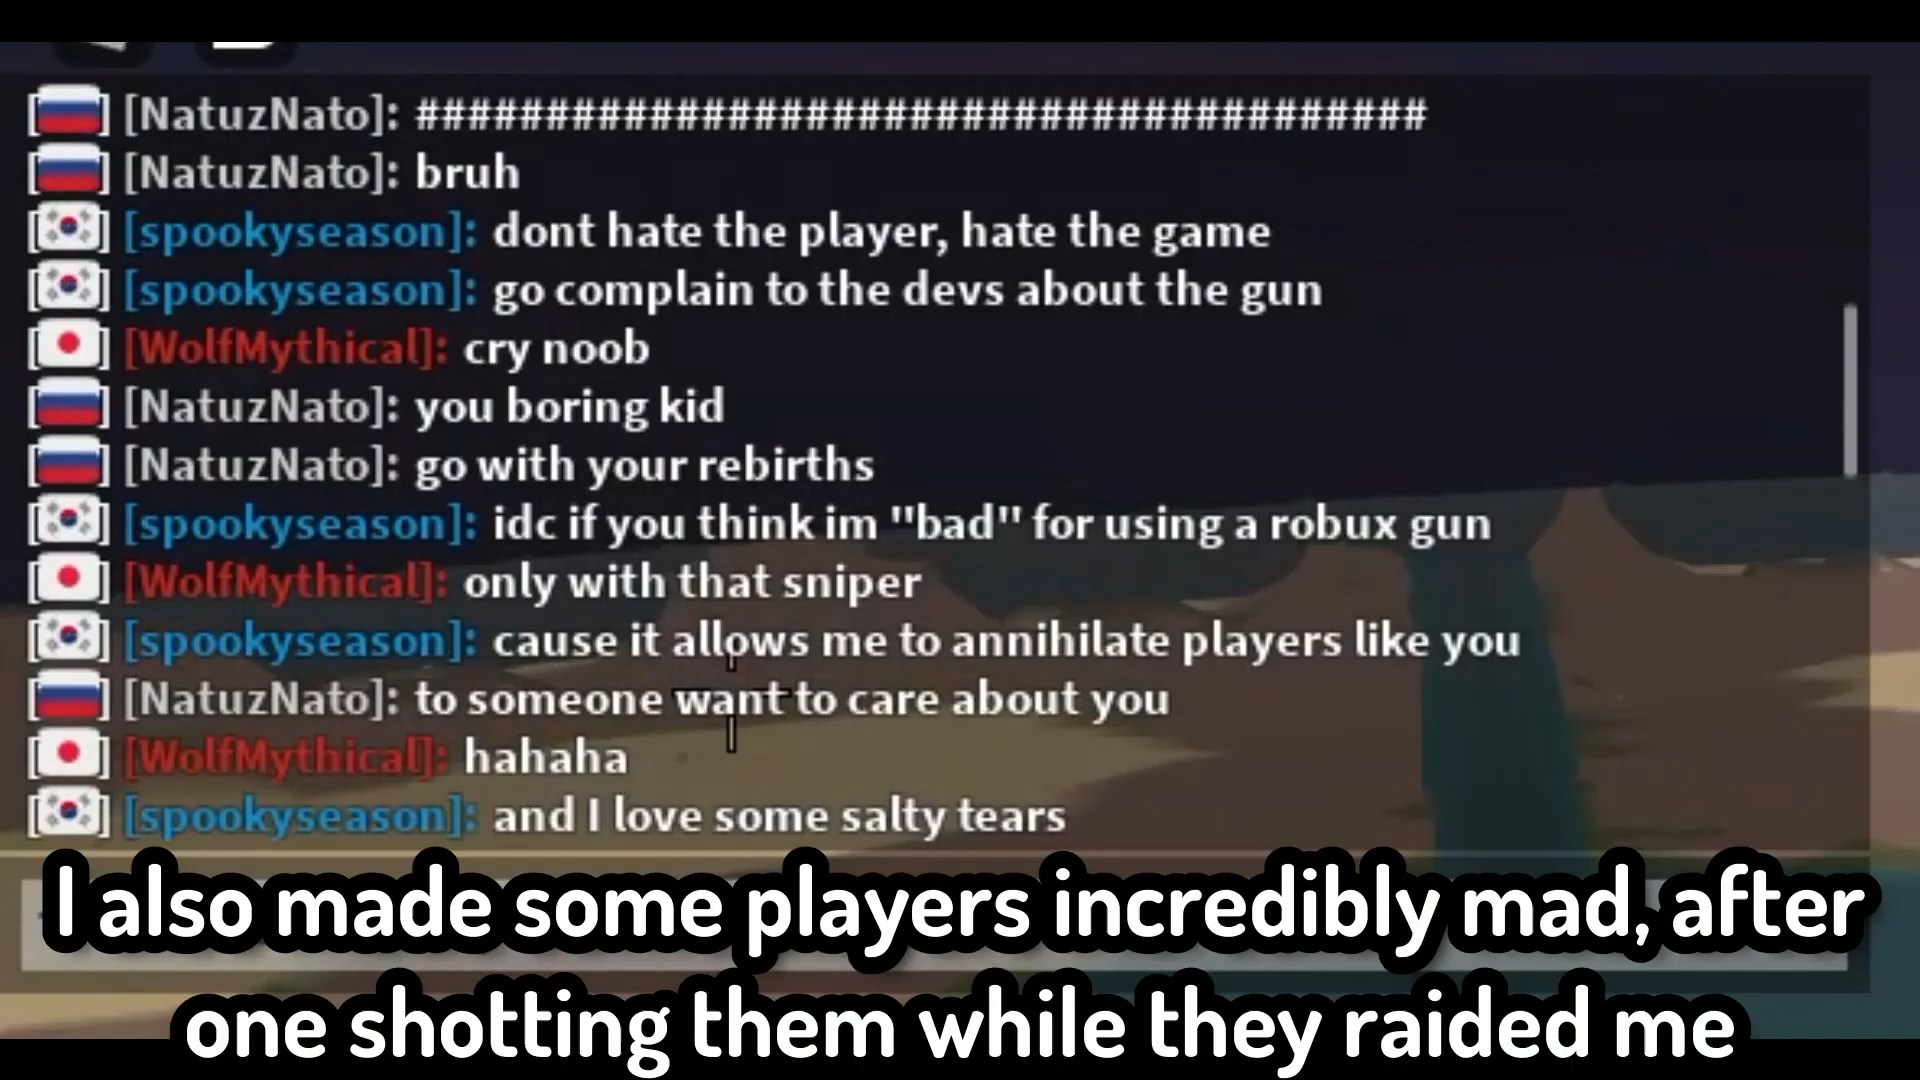 [NatuzNato]: #######################################
[NatuzNato]: bruh
[spookyseason]: dont hate the player, hate the game
[spookyseason]: go complain to the devs about the gun
[WolfMythical]: cry noob
[NatuzNato]: you boring kid
[NatuzNato]: go with your rebirths
[spookyseason]: idc if you think im "bad" for using a robux gun
[WolfMythical]: only with that sniper
[spookyseason]: cause it allows me to annihilate players like you
[NatuzNato]: to someone want to care about you
[WolfMythical]: hahaha
[spookyseason]: and I love some salty tears
I also made some players incredibly mad, after
one shotting them while they raided me